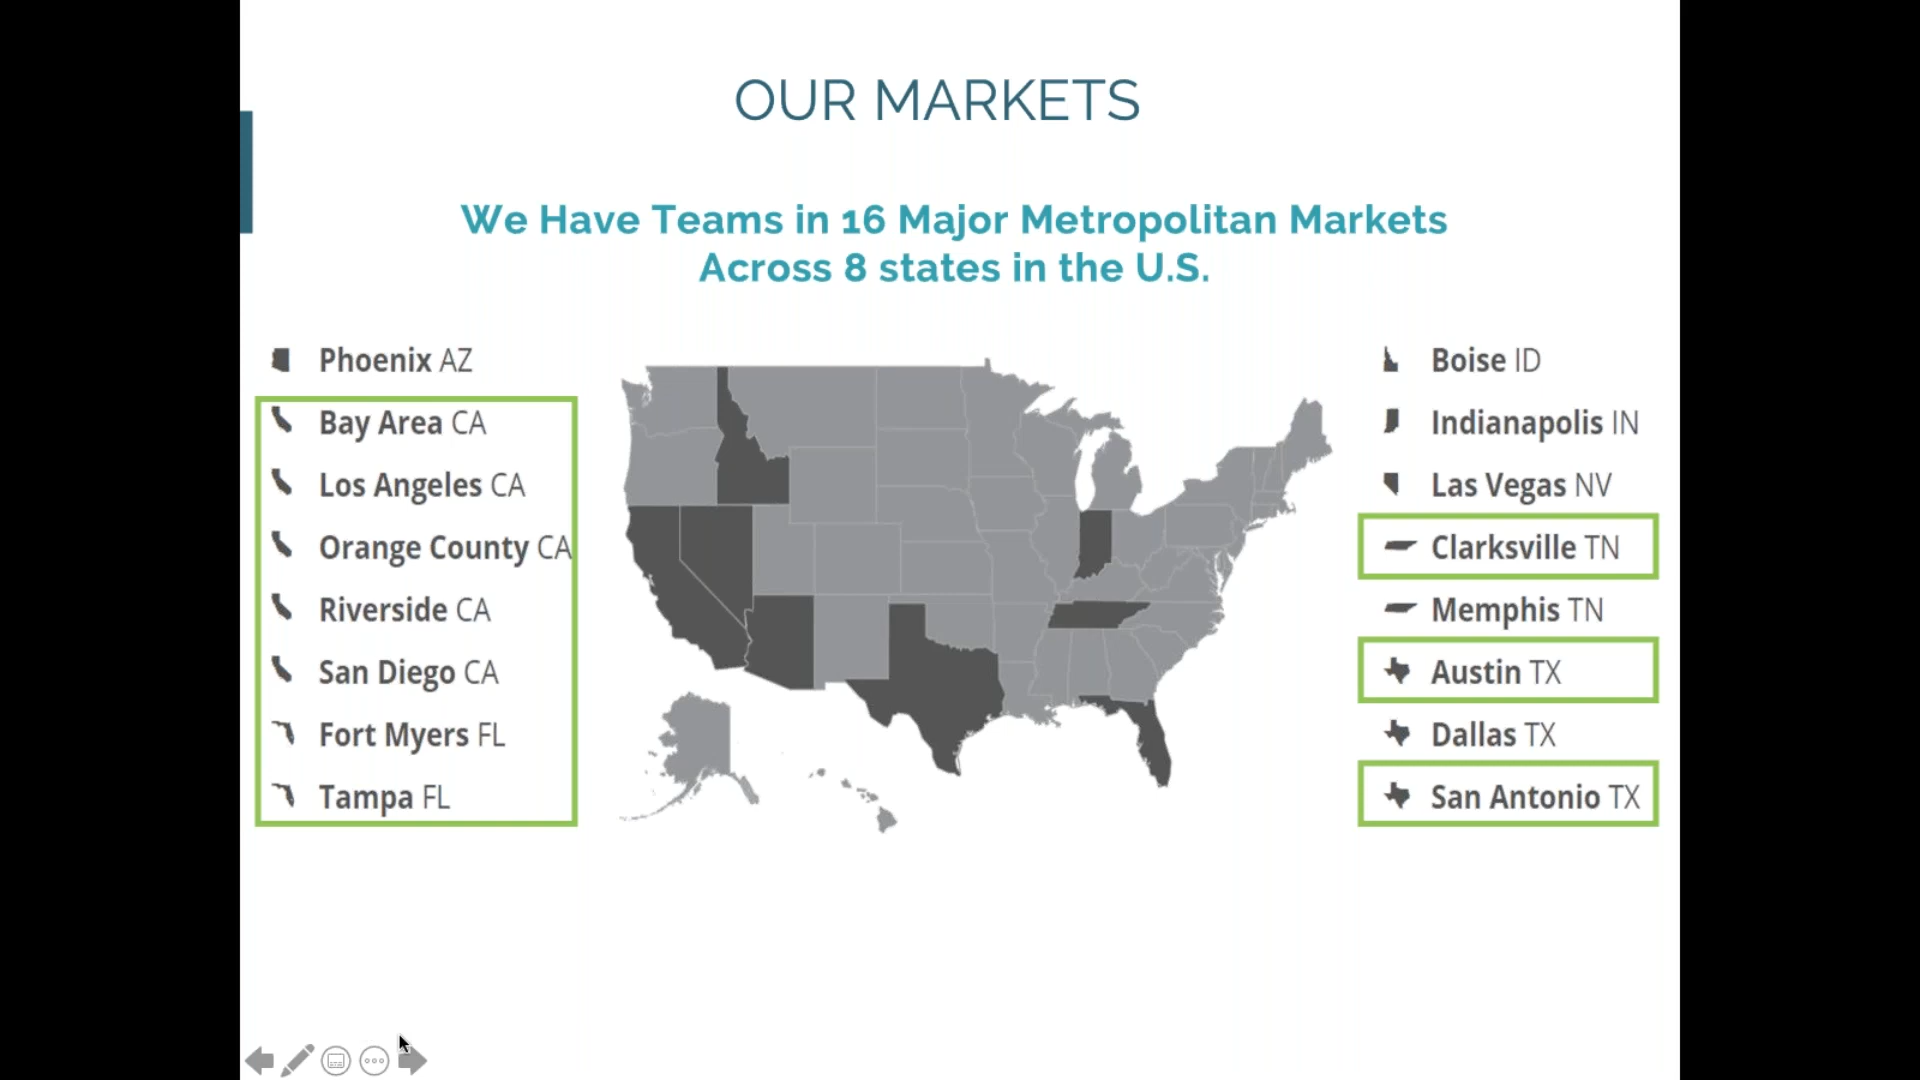 OUR MARKETS
We Have Teams in 16 Major Metropolitan Markets
Across 8 states in the U.S.
Phoenix AZ
Bay Area CA
Los Angeles CA
Orange County CA
Riverside CA
San Diego CA
Fort Myers FL
Tampa FL
Boise ID
Indianapolis IN
Las Vegas NV
Clarksville TN
Memphis TN
Austin TX
Dallas TX
San Antonio TX